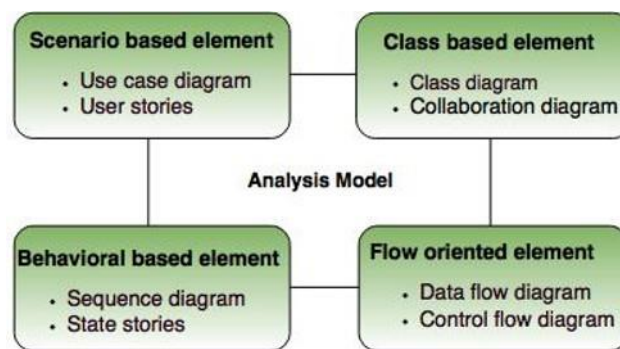 Scenario based element
• Use case diagram
• User stories
Class based element
• Class diagram
• Collaboration diagram
Analysis Model
Behavioral based element
• Sequence diagram
• State stories
Flow oriented element
• Data flow diagram
• Control flow diagram